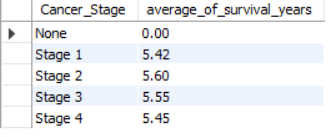 Cancer_Stage average_of_survival_years
None 0.00
Stage 1 5.42
Stage 2 5.60
Stage 3 5.55
Stage 4 5.45